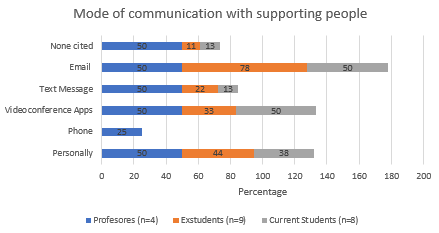 Mode of communication with supporting people
None cited
50 11 13
Email
50 78 50
Text Message
50 22 13
Videoconference Apps
50 33 50
Phone
25
Personally
50 44 38
0 20 40 60 80 100 120 140 160 180 200
Percentage
Profesores (n=4) Exstudents (n=9) Current Students (n=8)